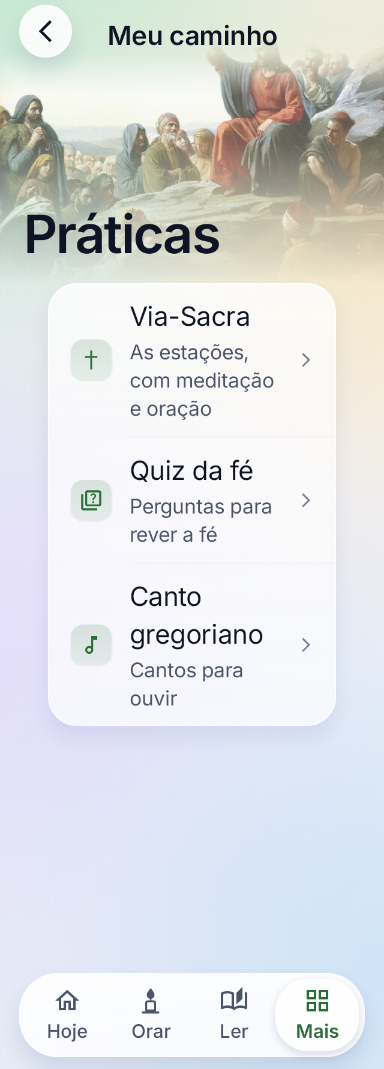 Meu caminho
Práticas
Via-Sacra
As estações,
com meditação
e oração
Quiz da fé
Perguntas para
rever a fé
Canto
gregoriano
Cantos para
ouvir
Hoje
Orar
Ler
Mais